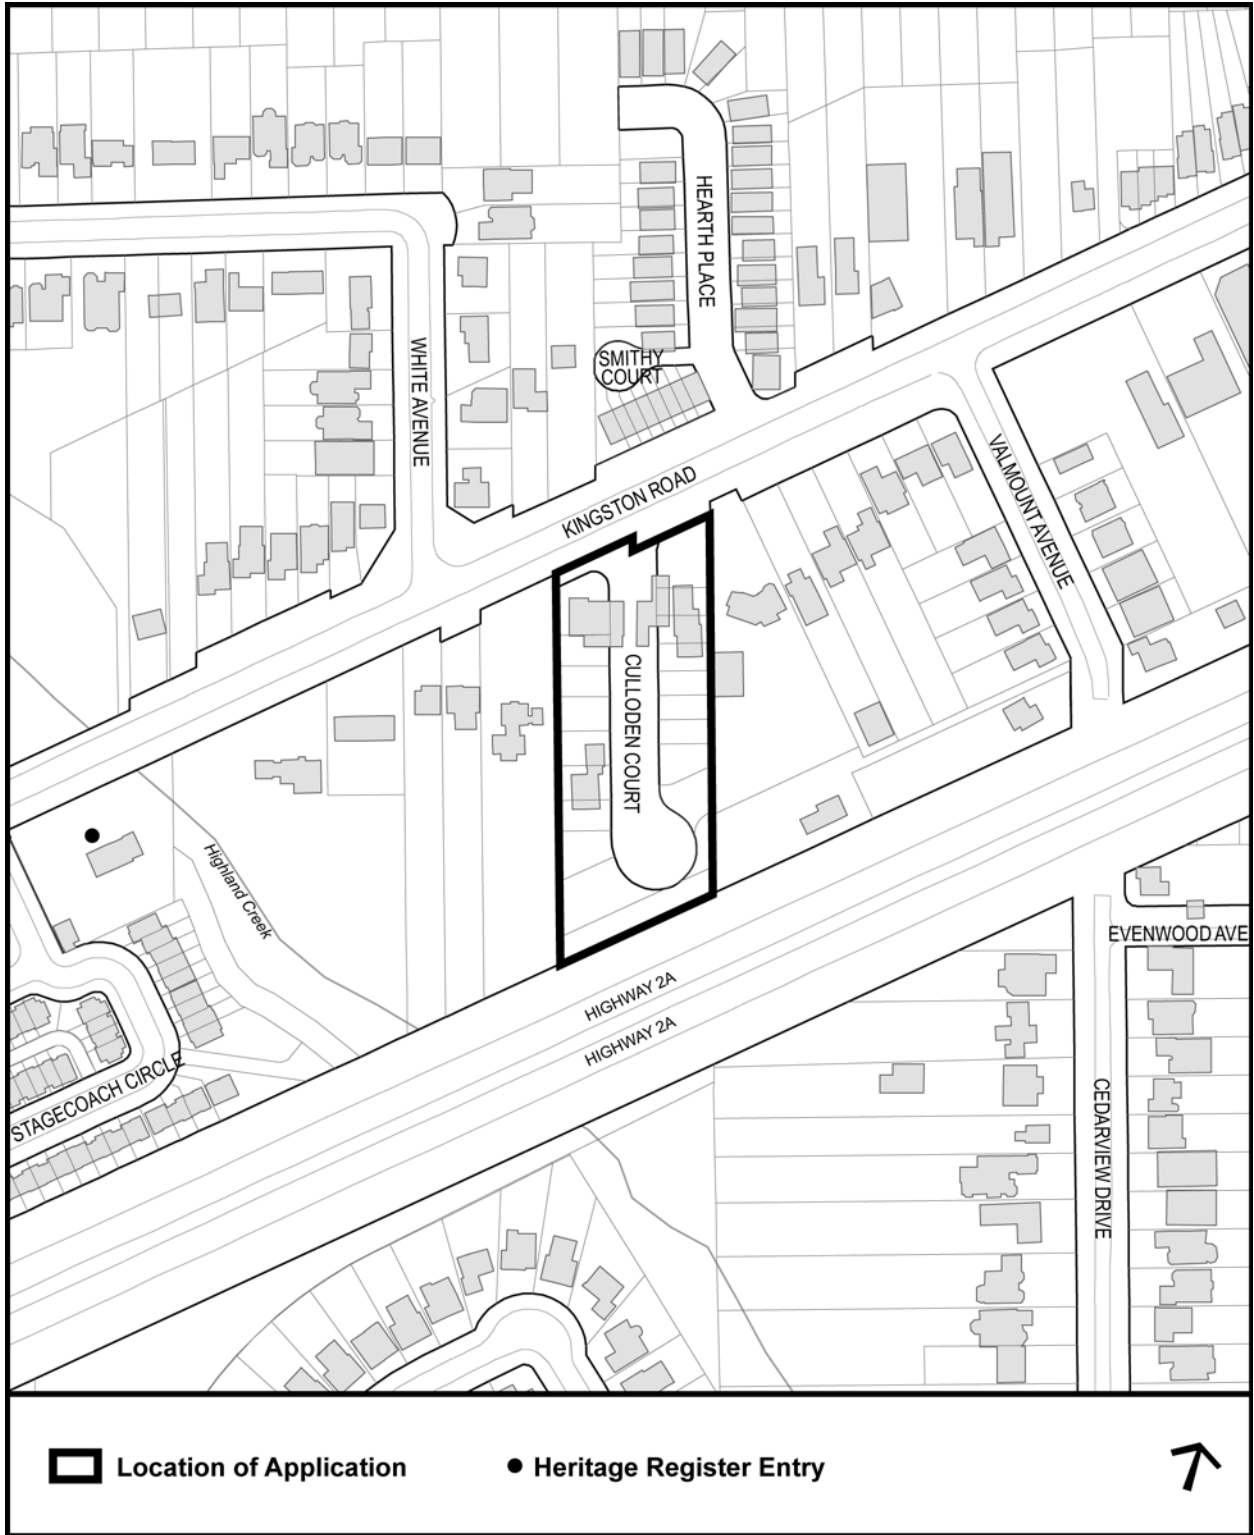 HEARTH PLACE
WHITE AVENUE
SMITHY
COURT
KINGSTON ROAD
VALMOUNT AVENUE
CULLODEN COURT
Highland Creek
EVENWOOD AVE
HIGHWAY 2A
HIGHWAY 2A
STAGECOACH CIRCLE
CEDARVIEW DRIVE
Location of Application
Heritage Register Entry